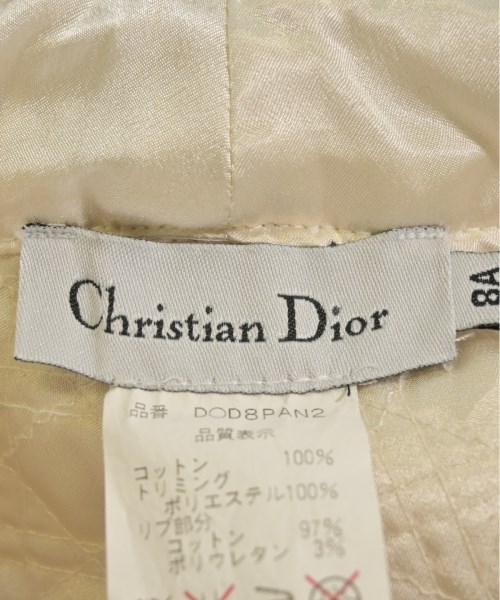 Christian Dior
8A
品番 DOD8PAN2
品質表示
コットン 100%
トリミング
ポリエステル100%
リブ部分
コットン 97%
ポリウレタン 3%